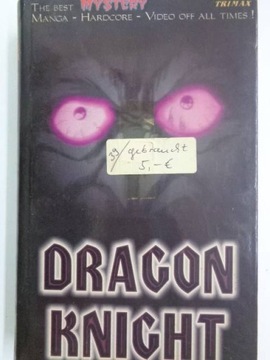 THE BEST MYSTERY TRIMAX
MANGA - HARDCORE - VIDEO OFF ALL TIMES !
gebraucht
5,-€
DRAGON
KNIGHT